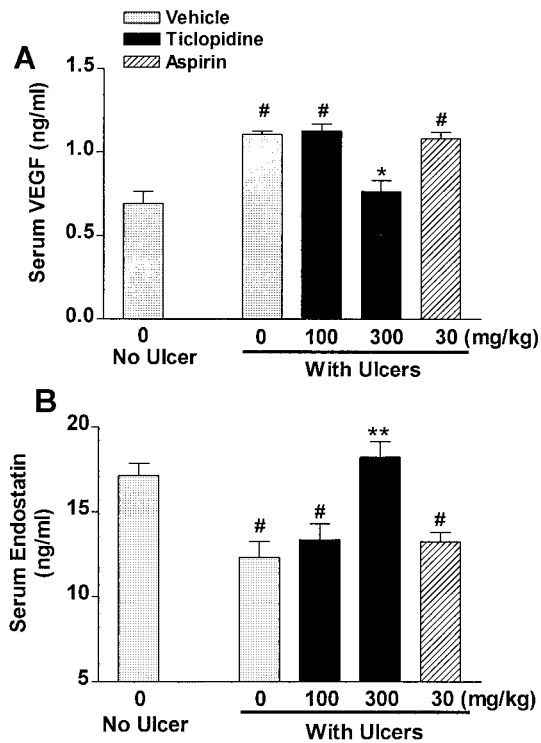 Vehicle
Ticlopidine
Aspirin
A
Serum VEGF (ng/ml)
1.5
1.0
0.5
0.0
# # * #
0 0 100 300 30 (mg/kg)
No Ulcer With Ulcers
B
Serum Endostatin
(ng/ml)
20
15
10
5
# # ** #
0 0 100 300 30 (mg/kg)
No Ulcer With Ulcers